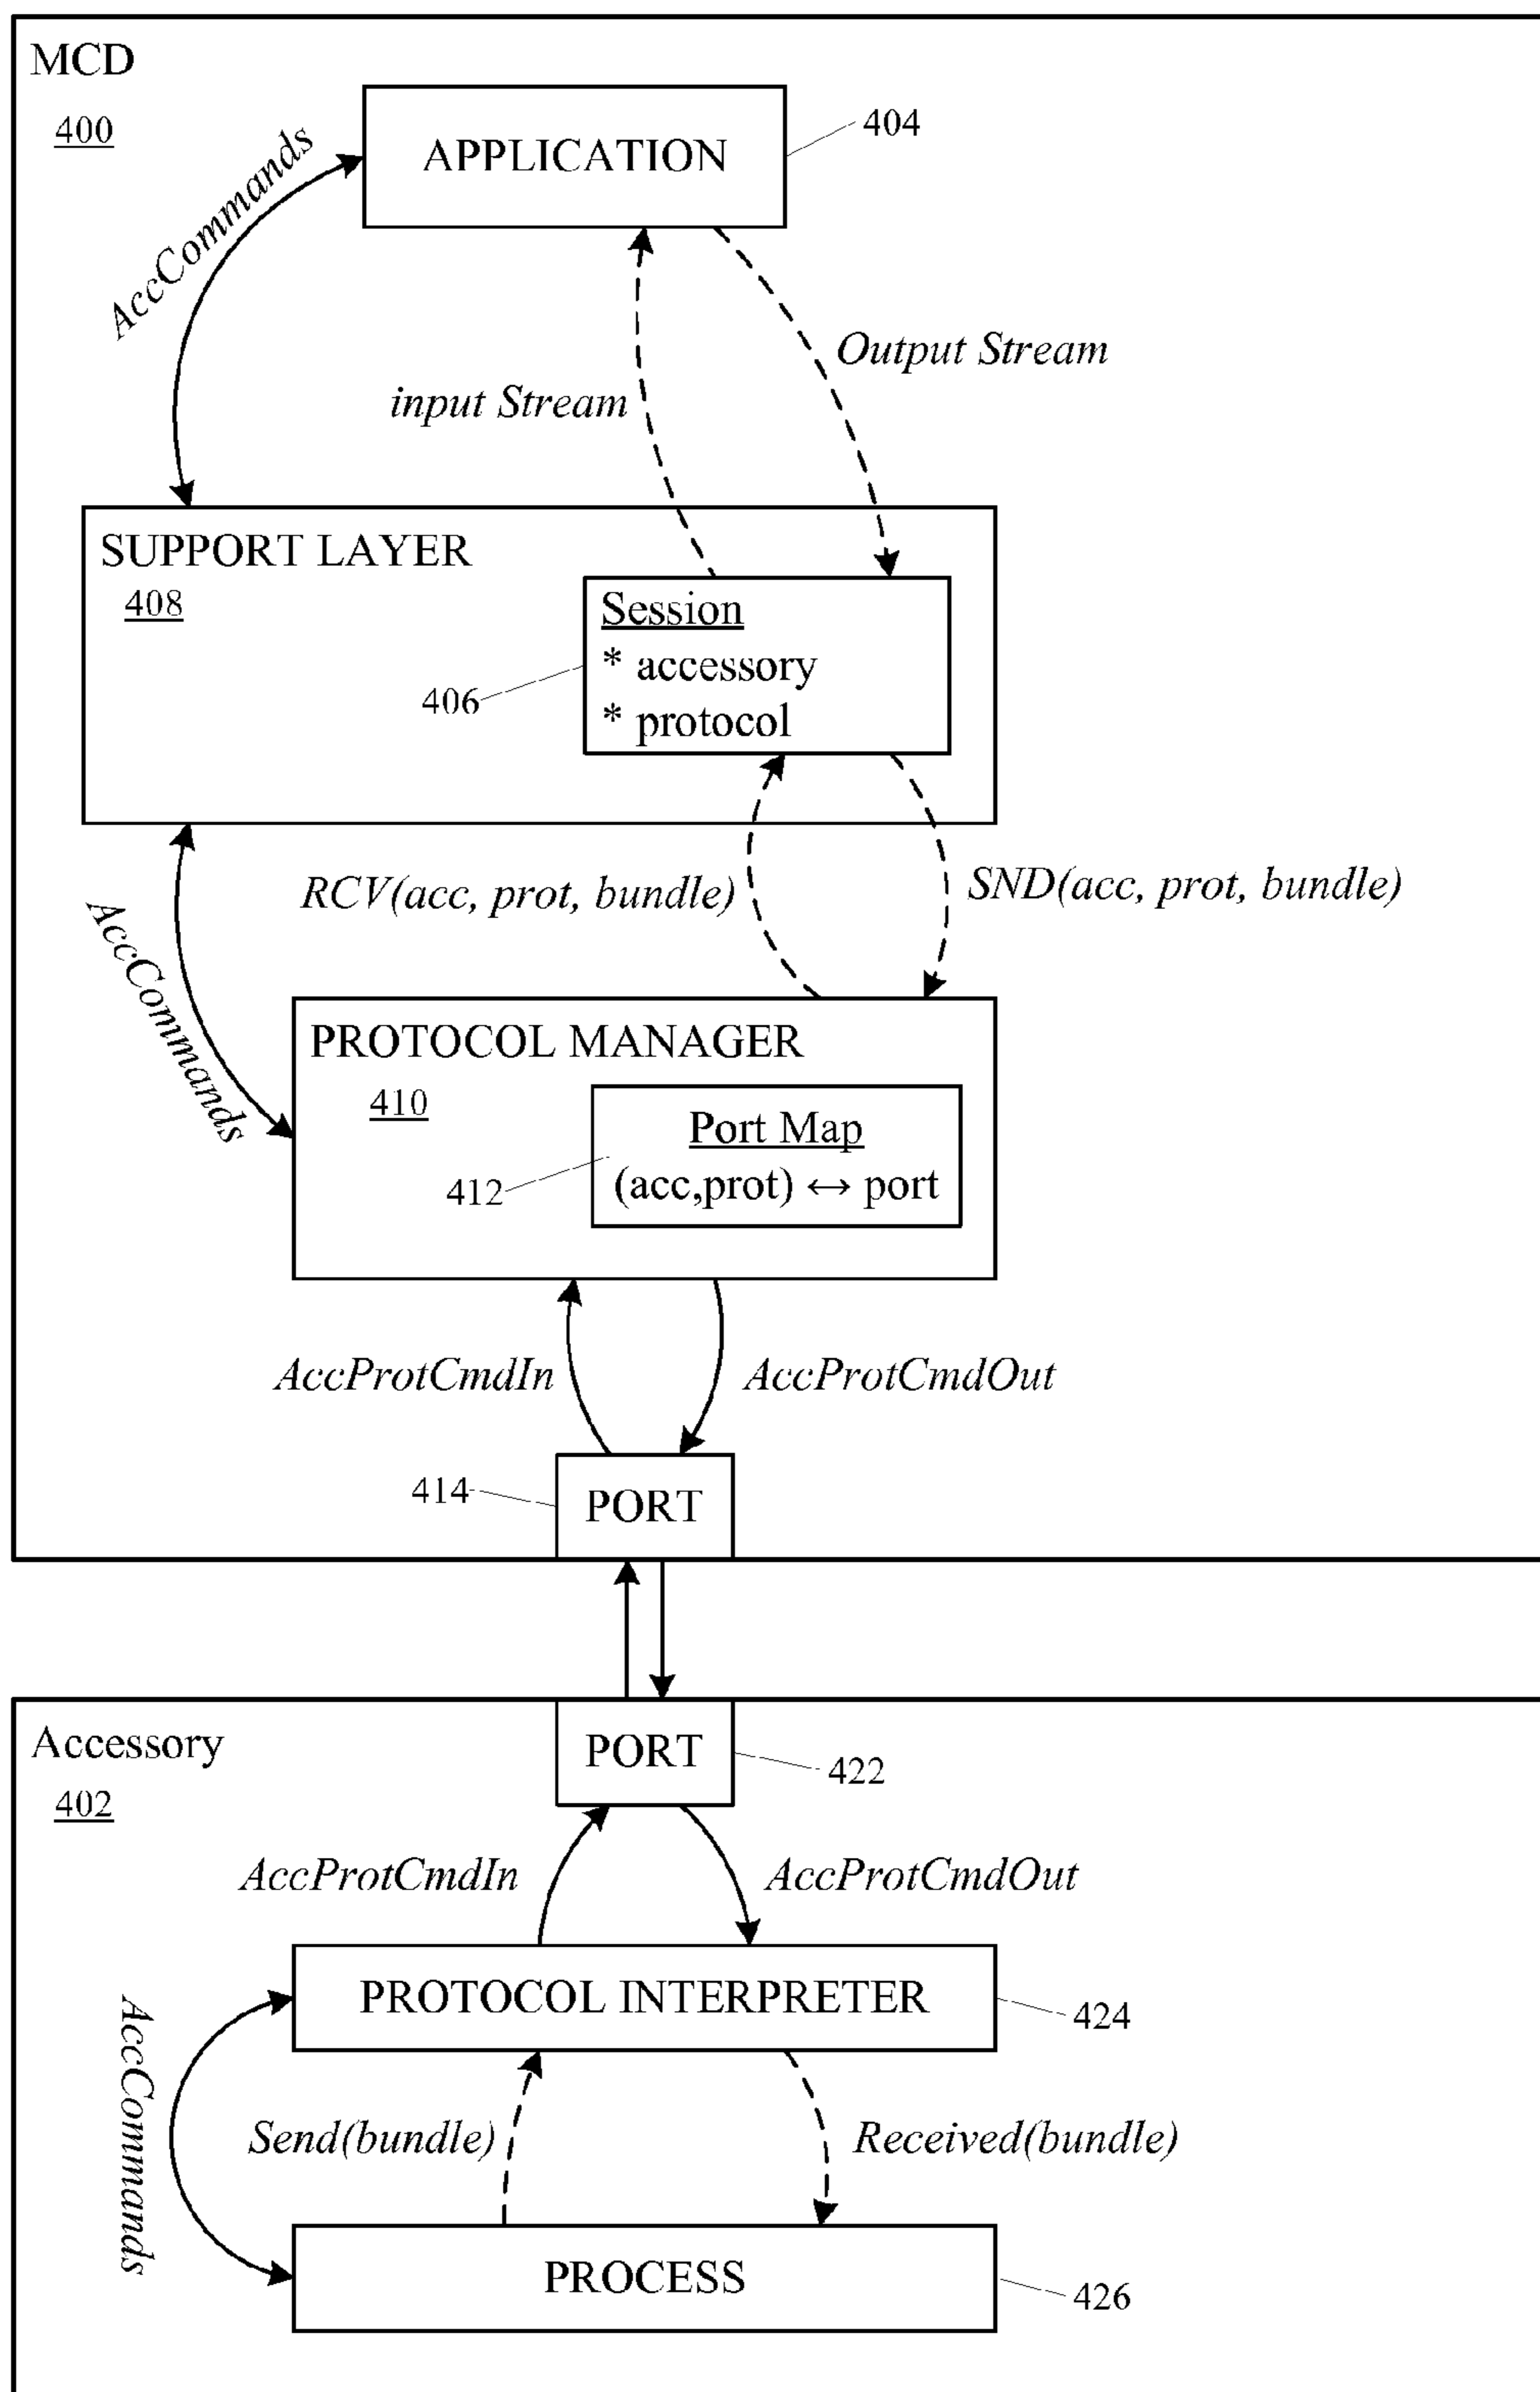 MCD
400
APPLICATION
404
AccCommands
input Stream
Output Stream
SUPPORT LAYER
408
Session
* accessory
* protocol
406
RCV(acc, prot, bundle)
SND(acc, prot, bundle)
AccCommands
PROTOCOL MANAGER
410
Port Map
(acc,prot) ↔ port
412
AccProtCmdIn
AccProtCmdOut
414
PORT
Accessory
402
PORT
422
AccProtCmdIn
AccProtCmdOut
PROTOCOL INTERPRETER
424
AccCommands
Send(bundle)
Received(bundle)
PROCESS
426